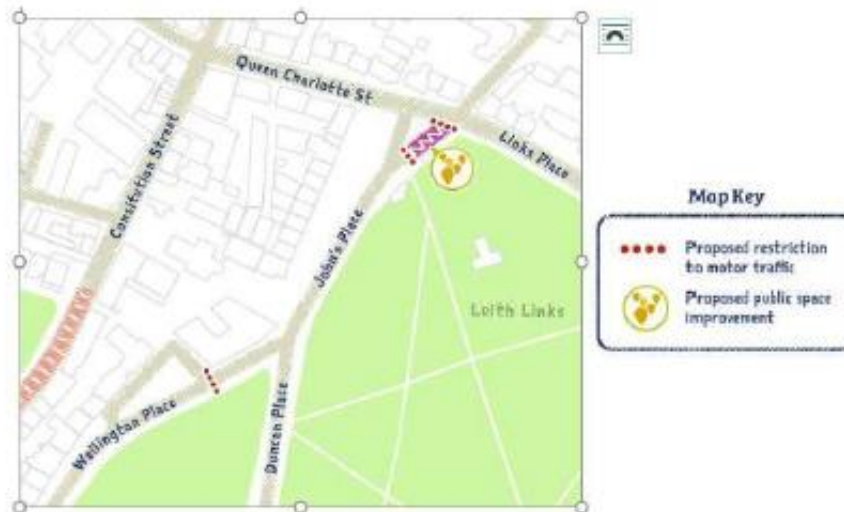 Queen Charlotte St
Links Place
Consitution Street
John's Place
Leith Links
Wellington Place
Duncan Place
Map Key
Proposed restriction
to motor traffic
Proposed public space
improvement